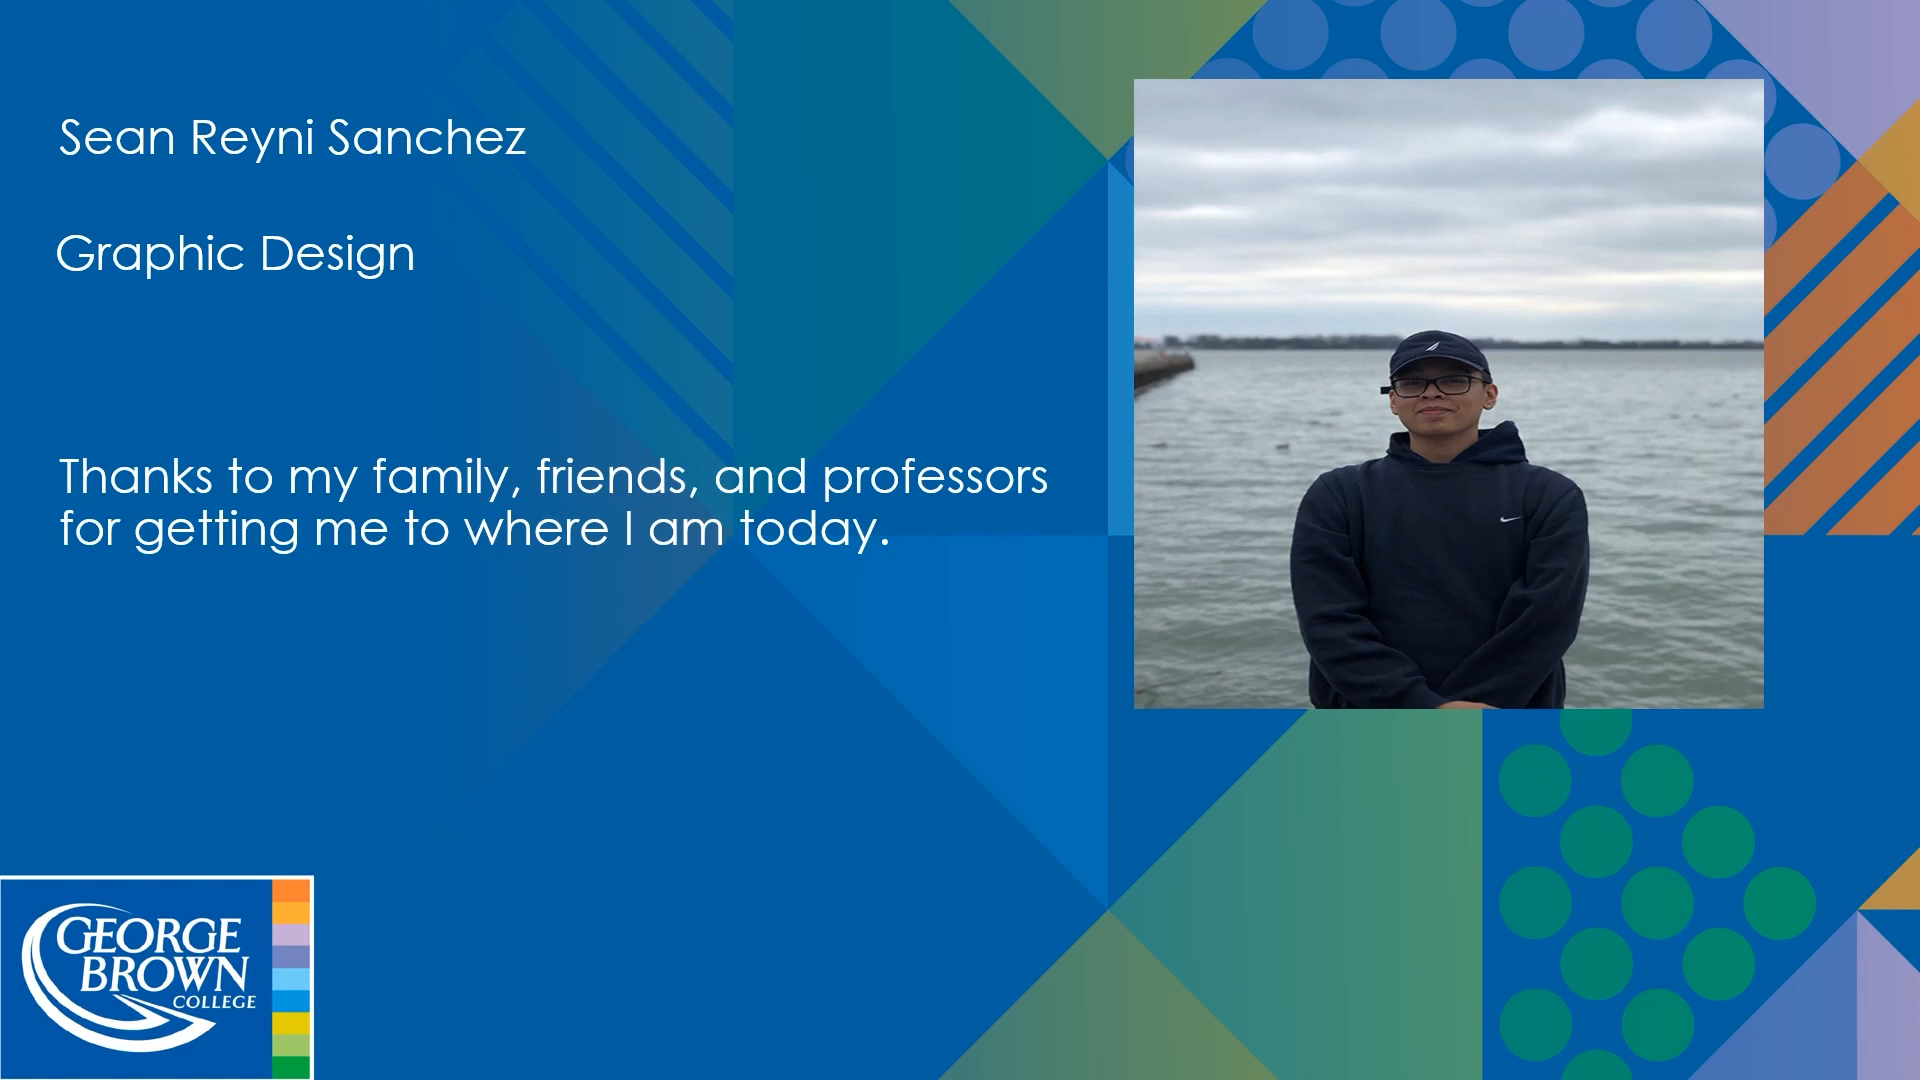 Sean Reyni Sanchez
Graphic Design
Thanks to my family, friends, and professors
for getting me to where I am today.
GEORGE
BROWN
COLLEGE